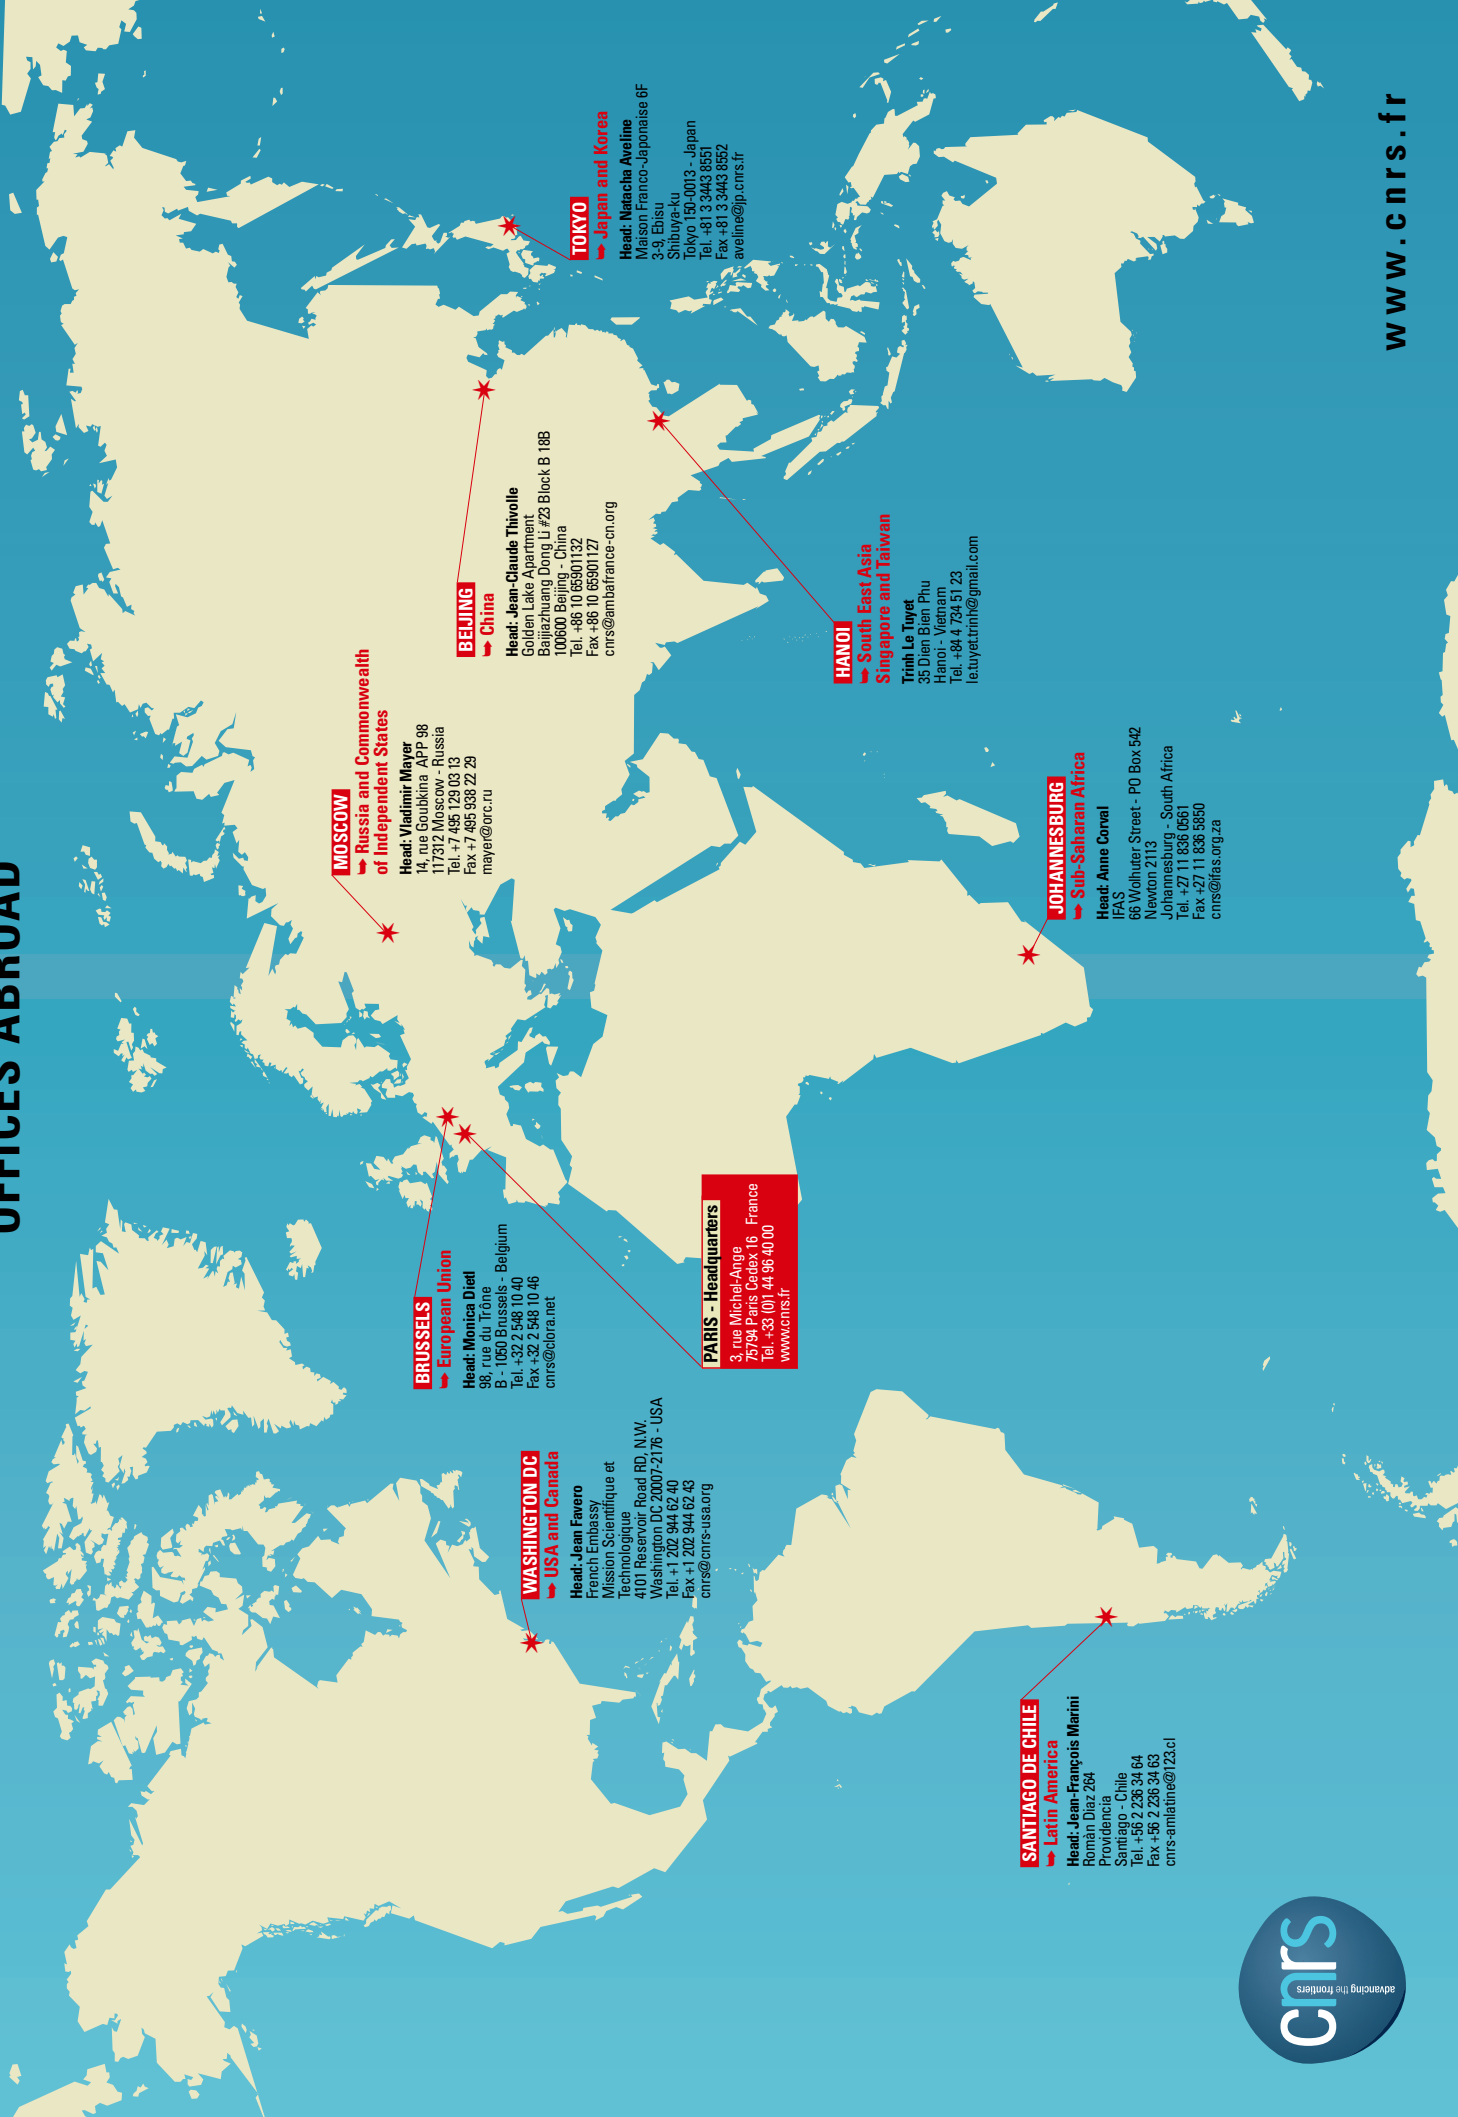 OFFICES ABROAD
WASHINGTON DC
➥ USA and Canada
Head: Jean Favero
French Embassy
Mission Scientifique et
Technologique
4101 Reservoir Road RD, N.W.
Washington DC 20007-2176 - USA
Tel. +1 202 944 62 40
Fax +1 202 944 62 43
cnrs@cnrs-usa.org
BRUSSELS
➥ European Union
Head: Monica Dietl
98, rue du Trône
B - 1050 Brussels - Belgium
Tel. +32 2 548 10 40
Fax +32 2 548 10 46
cnrs@clora.net
MOSCOW
➥ Russia and Commonwealth
of Independent States
Head: Vladimir Mayer
14, rue Goubkina APP 98
117312 Moscow - Russia
Tel. +7 495 129 03 13
Fax +7 495 938 22 29
mayer@orc.ru
BEIJING
➥ China
Head: Jean-Claude Thivolle
Golden Lake Apartment
Baijiazhuang Dong Li #23 Block B 18B
100600 Beijing - China
Tel. +86 10 65901132
Fax +86 10 65901127
cnrs@ambafrance-cn.org
TOKYO
➥ Japan and Korea
Head: Natacha Aveline
Maison Franco-Japonaise 6F
3-9, Ebisu
Shibuya-ku
Tokyo 150-0013 - Japan
Tel. +81 3 3443 8551
Fax +81 3 3443 8552
aveline@jp.cnrs.fr
PARIS - Headquarters
3, rue Michel-Ange
75794 Paris Cedex 16 France
Tel. +33 (0)1 44 96 40 00
www.cnrs.fr
HANOI
➥ South East Asia
Singapore and Taiwan
Trinh Le Tuyet
35 Dien Bien Phu
Hanoi - Vietnam
Tel. +84 4 734 51 23
le.tuyet.trinh@gmail.com
SANTIAGO DE CHILE
➥ Latin America
Head: Jean-François Marini
Romàn Diaz 264
Providencia
Santiago - Chile
Tel. +56 2 236 34 64
Fax +56 2 236 34 63
cnrs-amlatine@123.cl
JOHANNESBURG
➥ Sub-Saharan Africa
Head: Anne Corval
IFAS
66 Wolhuter Street - PO Box 542
Newton 2113
Johannesburg - South Africa
Tel. +27 11 836 0561
Fax +27 11 836 5850
cnrs@ifas.org.za
cnrs
advancing the frontiers
www.cnrs.fr